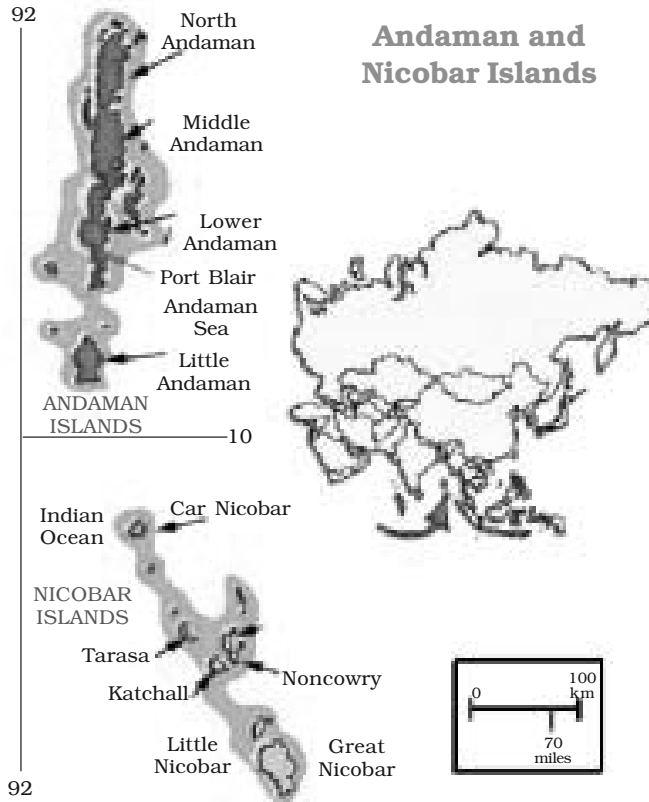 92
North
Andaman
Andaman and
Nicobar Islands
Middle
Andaman
Lower
Andaman
Port Blair
Andaman
Sea
Little
Andaman
ANDAMAN
ISLANDS
10
Indian
Ocean
Car Nicobar
NICOBAR
ISLANDS
Tarasa
Katchall
Noncowry
Little
Nicobar
Great
Nicobar
0
100
km
70
miles
92